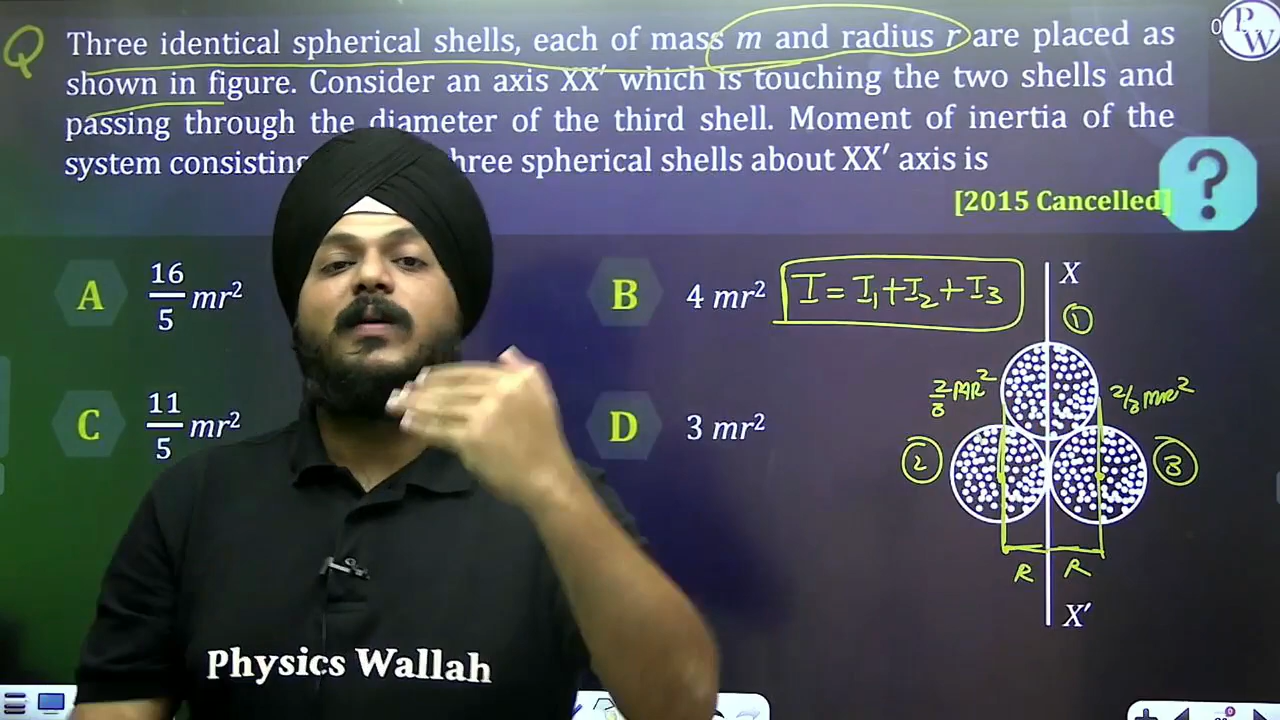 Q Three identical spherical shells, each of mass m and radius r are placed as
shown in figure. Consider an axis XX′ which is touching the two shells and
passing through the diameter of the third shell. Moment of inertia of the
system consisting hree spherical shells about XX′ axis is
[2015 Cancelled]
?
P
W
A 16/5 mr²
B 4 mr²
C 11/5 mr²
D 3 mr²
I = I₁+I₂+I₃
X
①
2/3 MR²
2/3 MR²
②
③
R R
X′
Physics Wallah